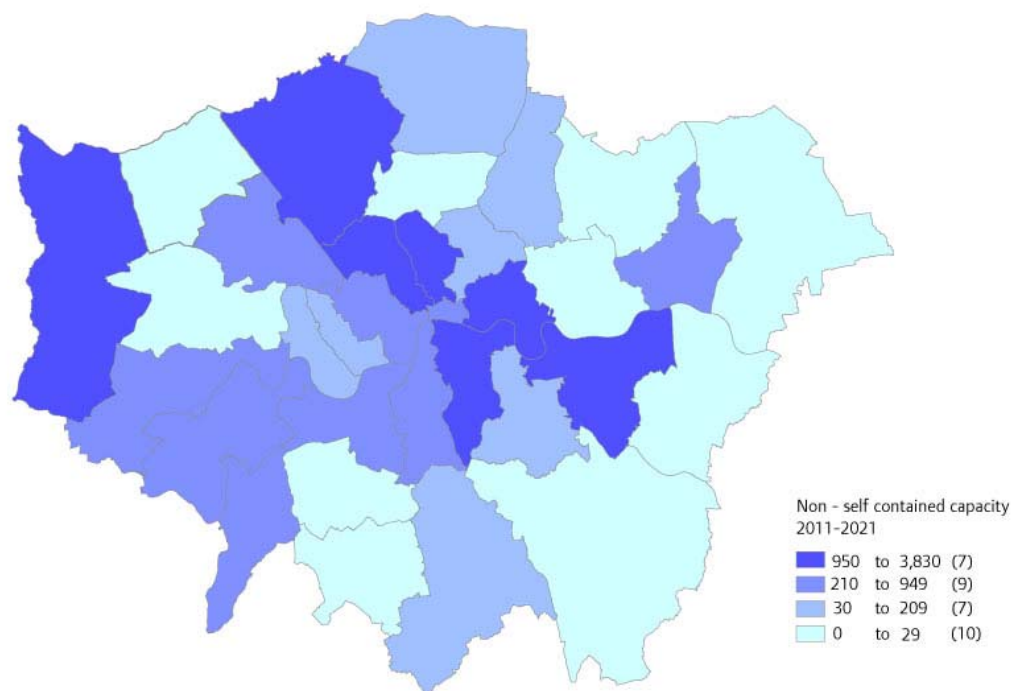 Non - self contained capacity
2011-2021
950 to 3,830 (7)
210 to 949 (9)
30 to 209 (7)
0 to 29 (10)